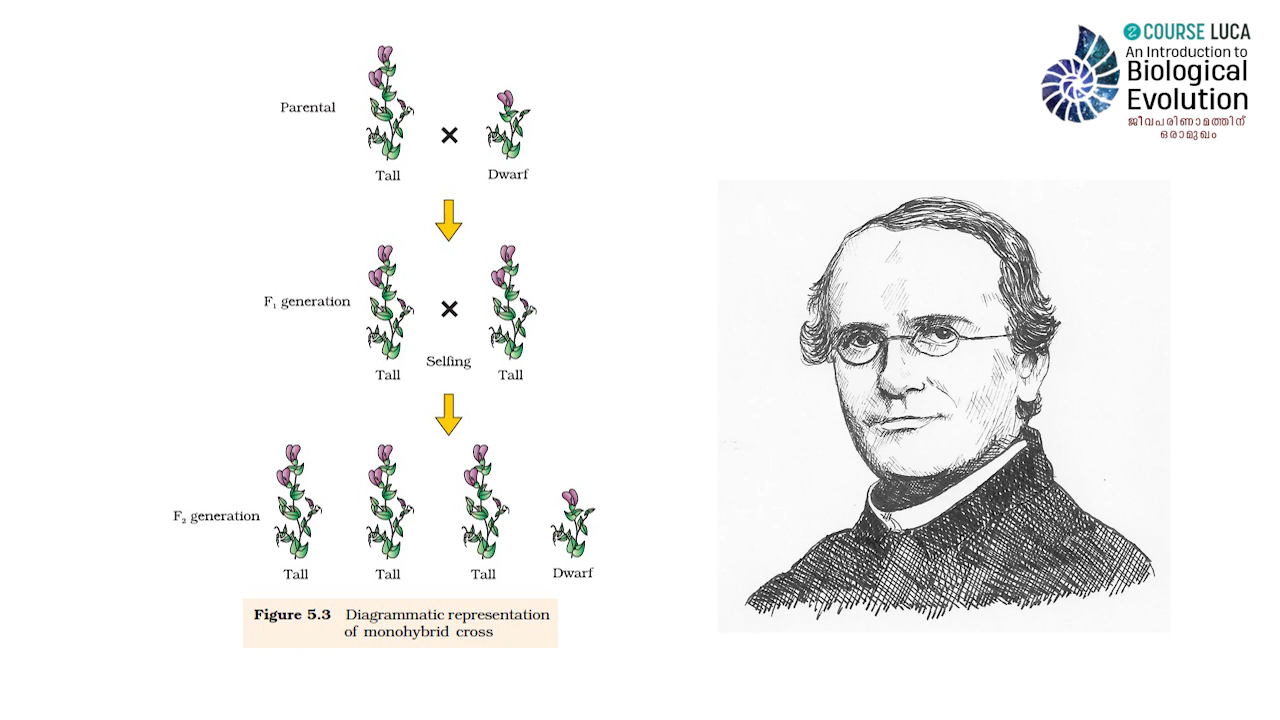 COURSE LUCA
An Introduction to
Biological
Evolution
ജീവപരിണാമത്തിന്
ഒരാമുഖം
Parental
Tall
Dwarf
F₁ generation
Selfing
Tall
Tall
F₂ generation
Tall
Tall
Tall
Dwarf
Figure 5.3 Diagrammatic representation
of monohybrid cross